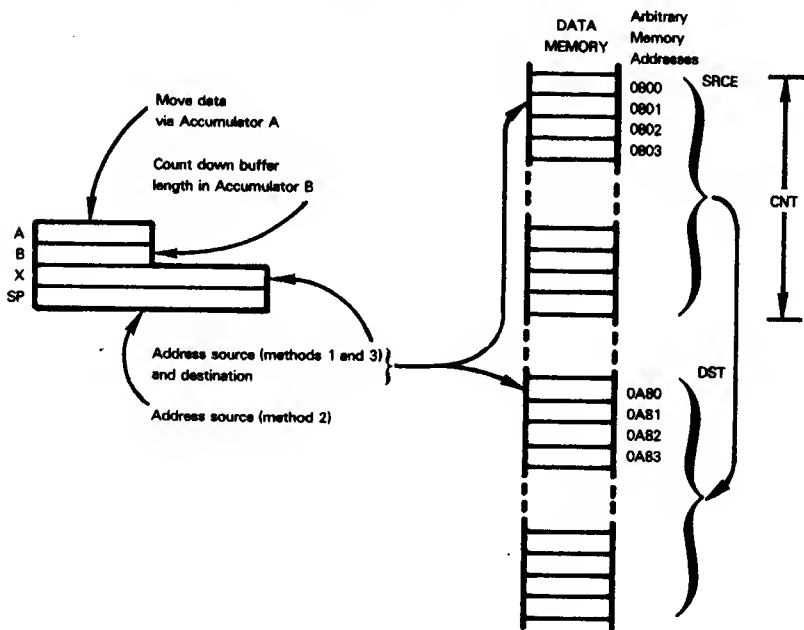 DATA
MEMORY
Arbitrary
Memory
Addresses
0800
0801
0802
0803
SRCE
CNT
Move data
via Accumulator A
Count down buffer
length in Accumulator B
A
B
X
SP
Address source (methods 1 and 3)
and destination
Address source (method 2)
DST
0A80
0A81
0A82
0A83